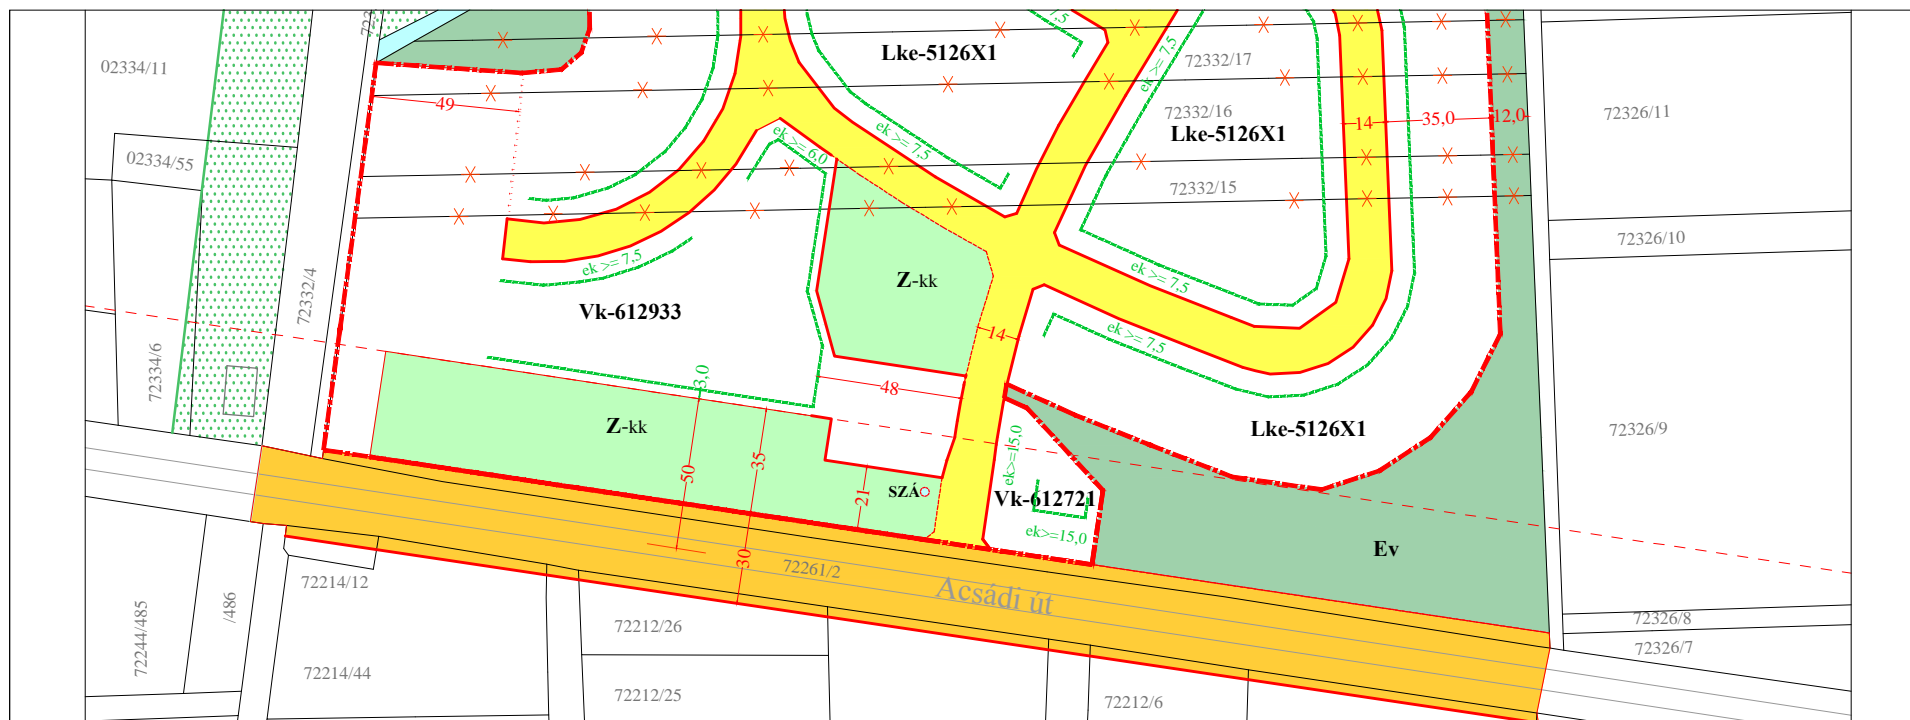 7,5
Lke-5126X1
ek >= 7,5
72332/17
02334/11
49
72332/16
Lke-5126X1
14
35,0
12,0
72326/11
ek >= 6,0
ek >= 7,5
02334/55
72332/15
72326/10
ek >= 7,5
ek >= 7,5
Z-kk
72332/4
Vk-612933
14
ek >= 7,5
72334/6
3,0
48
Z-kk
Lke-5126X1
72326/9
ek>=15,0
35
50
SZÁ
21
Vk-612721
ek>=15,0
Ev
30
72261/2
Acsádi út
72214/12
72244/485
/486
72212/26
72326/8
72326/7
72214/44
72212/25
72212/6